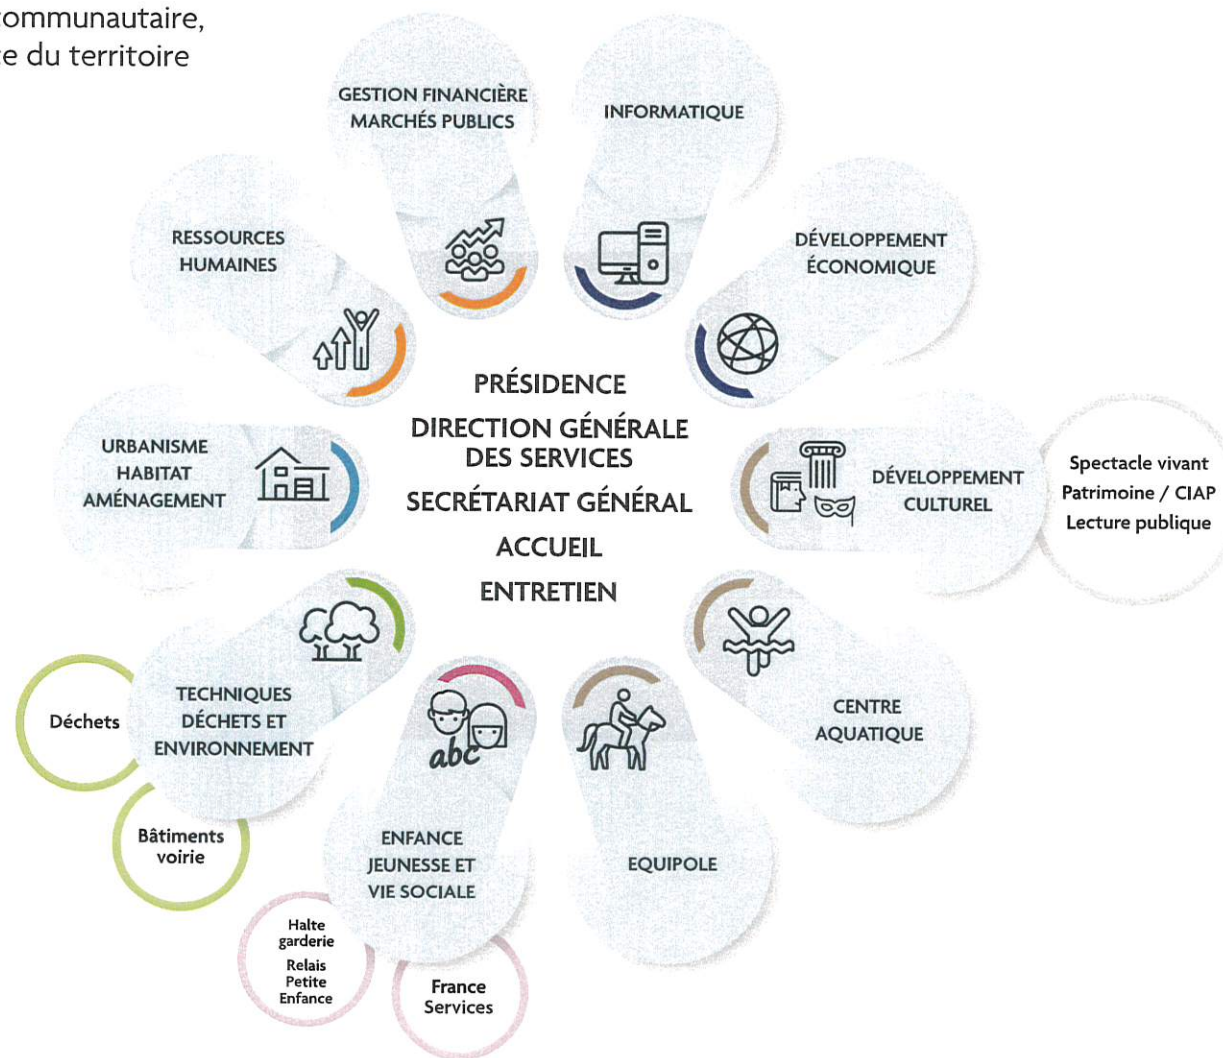 communautaire,
du territoire
GESTION FINANCIÈRE
MARCHÉS PUBLICS
INFORMATIQUE
RESSOURCES
HUMAINES
DÉVELOPPEMENT
ÉCONOMIQUE
PRÉSIDENCE
DIRECTION GÉNÉRALE
DES SERVICES
SECRÉTARIAT GÉNÉRAL
ACCUEIL
ENTRETIEN
URBANISME
HABITAT
AMÉNAGEMENT
DÉVELOPPEMENT
CULTUREL
Spectacle vivant
Patrimoine / CIAP
Lecture publique
TECHNIQUES
DÉCHETS ET
ENVIRONNEMENT
Déchets
Bâtiments
voirie
CENTRE
AQUATIQUE
abc
ENFANCE
JEUNESSE ET
VIE SOCIALE
EQUIPOLE
Halte
garderie
Relais
Petite
Enfance
France
Services